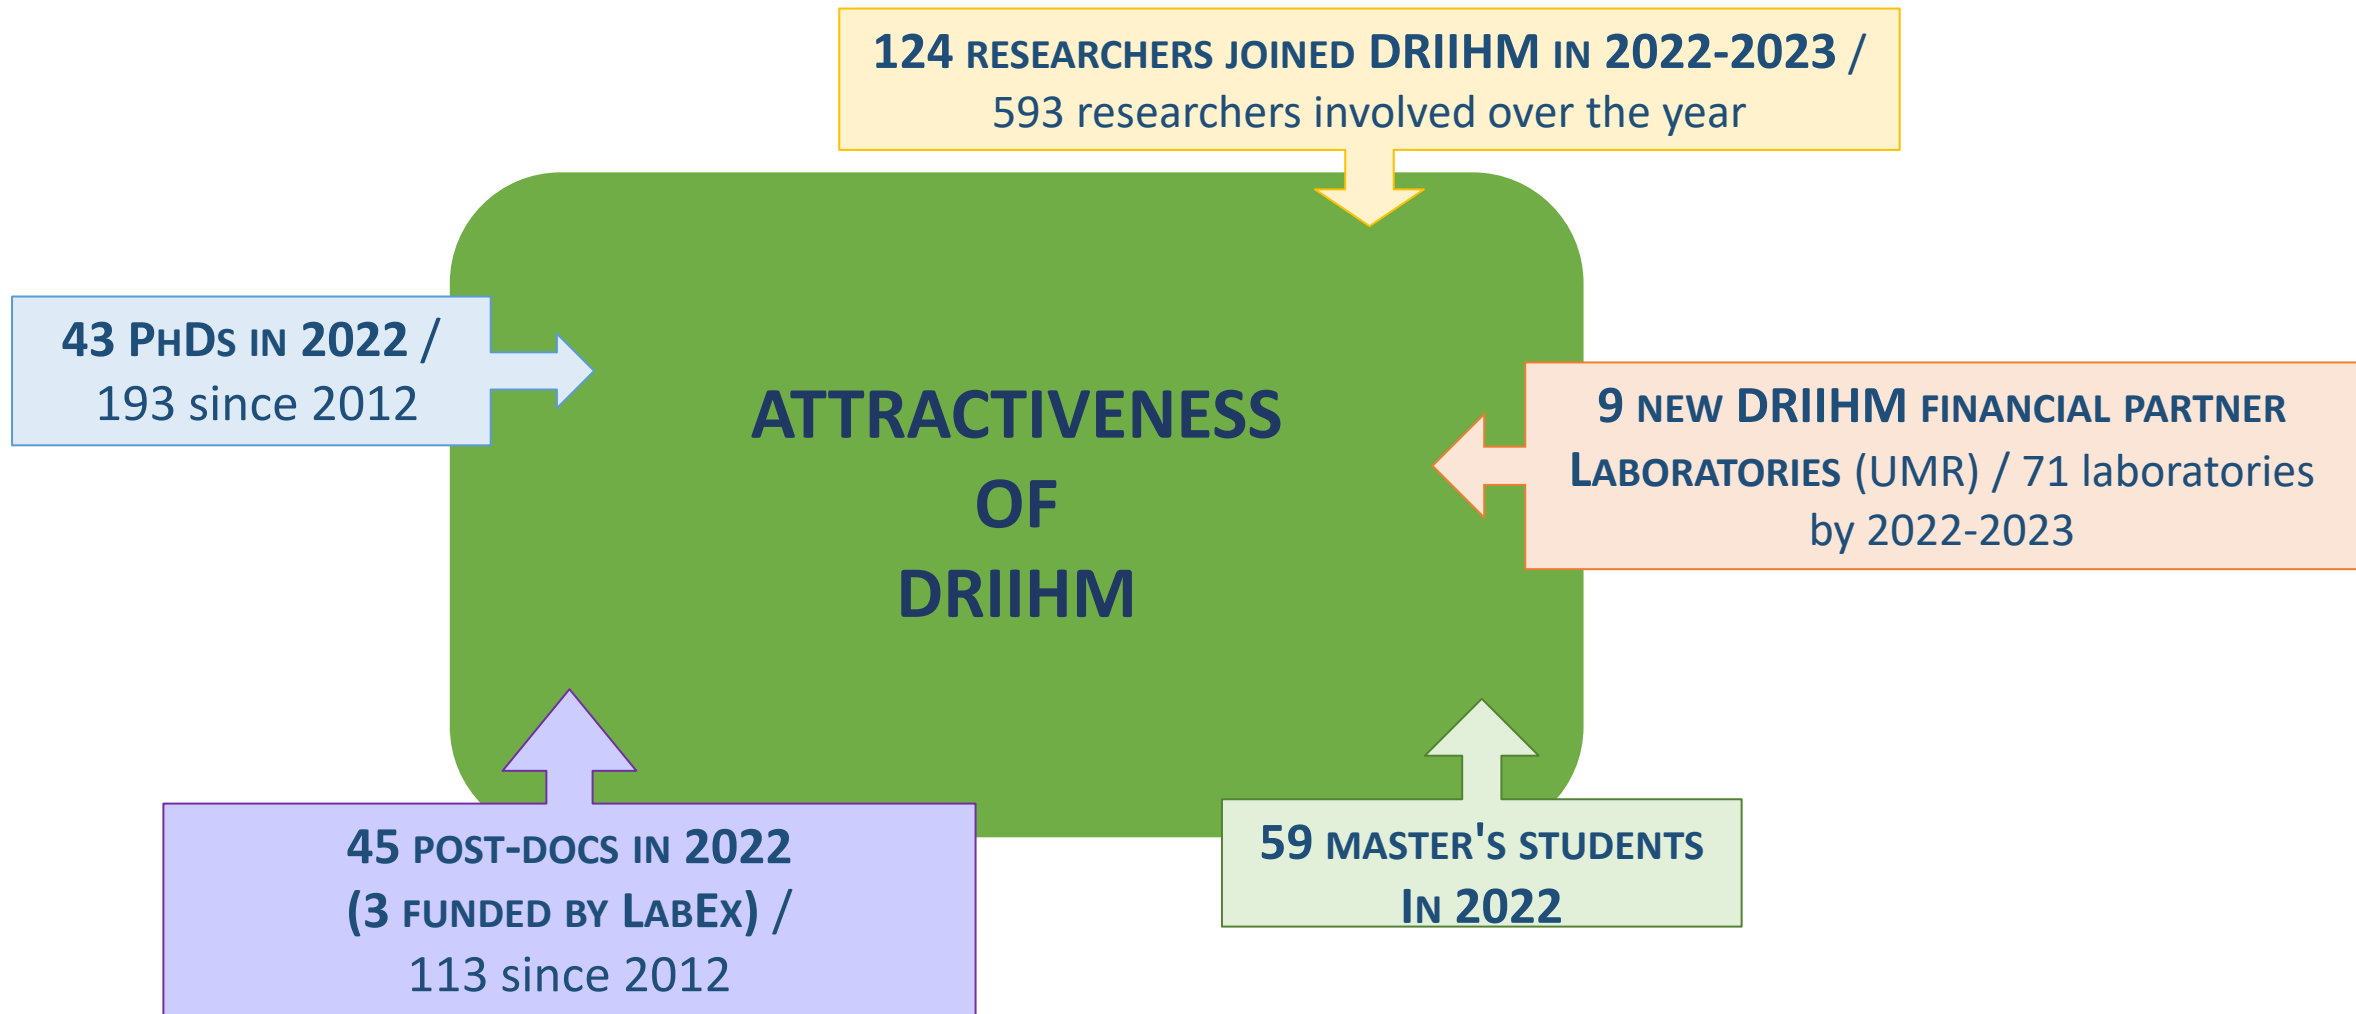 124 RESEARCHERS JOINED DRIIHM IN 2022-2023 /
593 researchers involved over the year
43 PHDS IN 2022 /
193 since 2012
ATTRACTIVENESS
OF
DRIIHM
9 NEW DRIIHM FINANCIAL PARTNER
LABORATORIES (UMR) / 71 laboratories
by 2022-2023
45 POST-DOCS IN 2022
(3 FUNDED BY LABEX) /
113 since 2012
59 MASTER'S STUDENTS
IN 2022